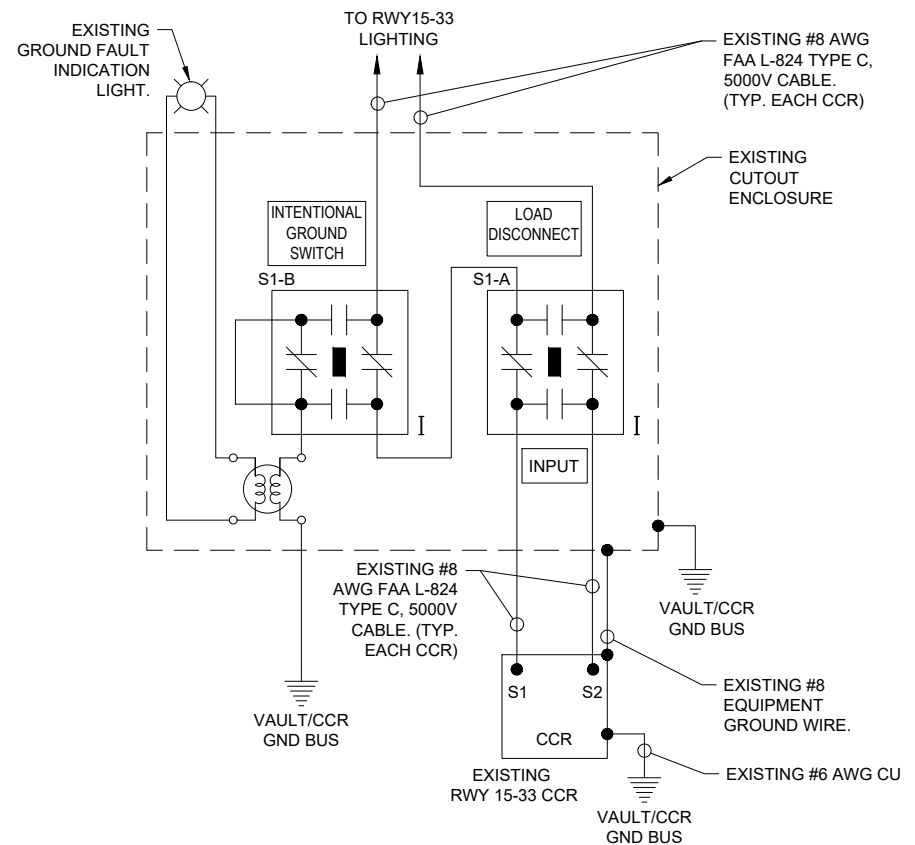 EXISTING
GROUND FAULT
INDICATION
LIGHT.
TO RWY15-33
LIGHTING
EXISTING #8 AWG
FAA L-824 TYPE C,
5000V CABLE.
(TYP. EACH CCR)
EXISTING
CUTOUT
ENCLOSURE
INTENTIONAL
GROUND
SWITCH
LOAD
DISCONNECT
S1-B
S1-A
I
I
INPUT
EXISTING #8
AWG FAA L-824
TYPE C, 5000V
CABLE. (TYP.
EACH CCR)
VAULT/CCR
GND BUS
S1
S2
CCR
EXISTING
RWY 15-33 CCR
EXISTING #8
EQUIPMENT
GROUND WIRE.
VAULT/CCR
GND BUS
EXISTING #6 AWG CU
VAULT/CCR
GND BUS